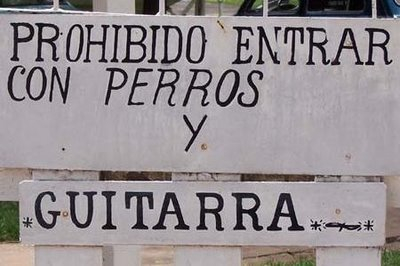 PROHIBIDO ENTRAR
CON PERROS
Y
GUITARRA